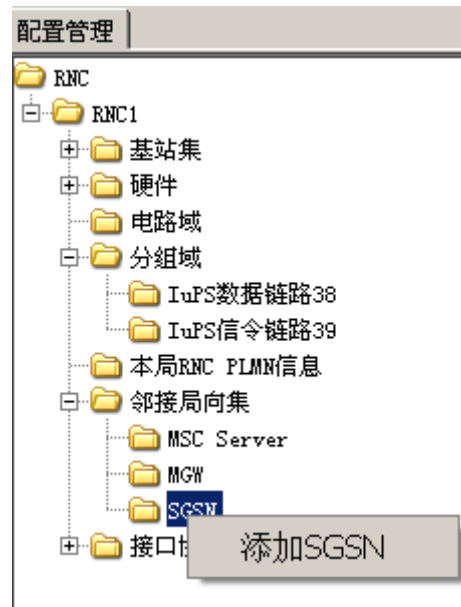 配置管理
RNC
RNC1
基站集
硬件
电路域
分组域
IuPS数据链路38
IuPS信令链路39
本局RNC PLMN信息
邻接局向集
MSC Server
MGW
SGSN
接口
添加SGSN